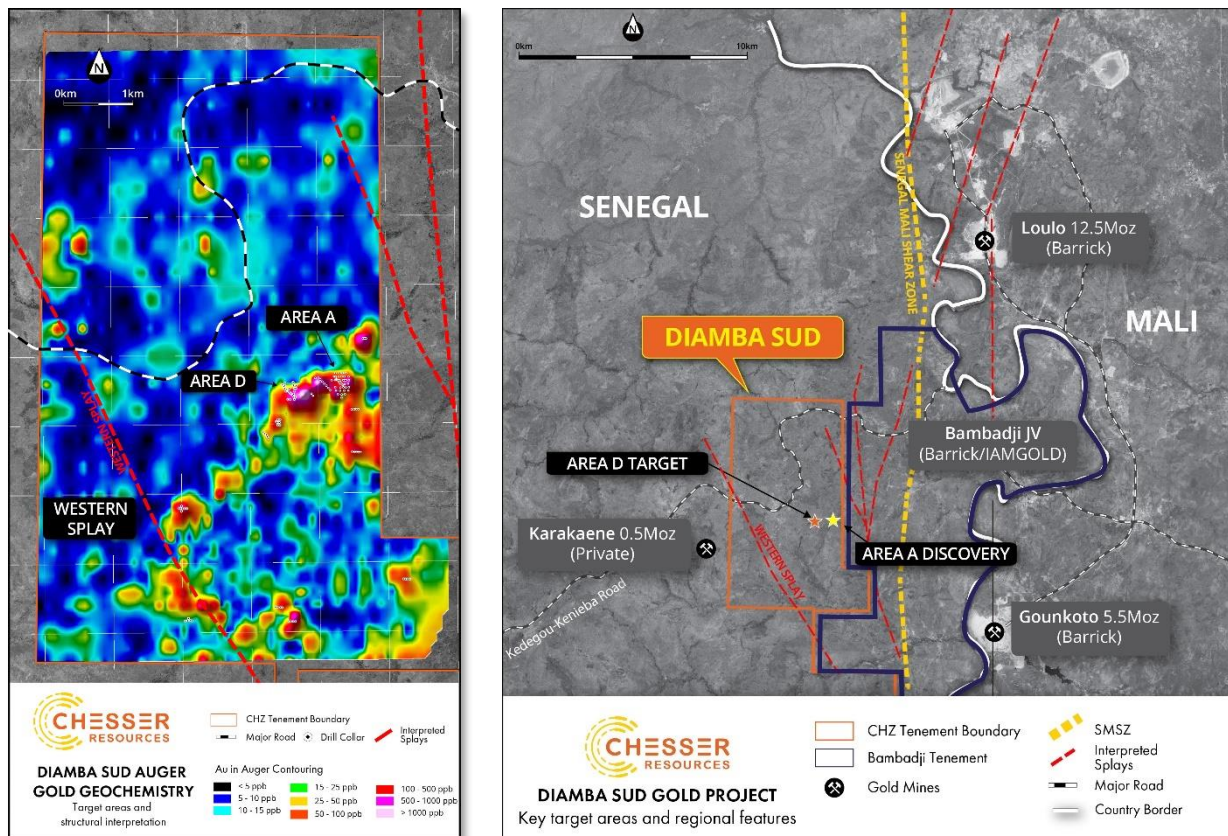 N
0km 1km
AREA A
AREA D
WESTERN SPLAY
WESTERN
SPLAY
CHESSER
RESOURCES
DIAMBA SUD AUGER
GOLD GEOCHEMISTRY
Target areas and
structural interpretation
CHZ Tenement Boundary
Major Road
Drill Collar
Interpreted
Splays
Au in Auger Contouring
< 5 ppb
5 - 10 ppb
10 - 15 ppb
15 - 25 ppb
25 - 50 ppb
50 - 100 ppb
100 - 500 ppb
500 - 1000 ppb
> 1000 ppb
0km N 10km
SENEGAL
SENEGAL MALI SHEAR ZONE
Loulo 12.5Moz
(Barrick)
MALI
DIAMBA SUD
Bambadji JV
(Barrick/IAMGOLD)
AREA D TARGET
Karakaene 0.5Moz
(Private)
AREA A DISCOVERY
WESTERN SPLAY
Kedegou-Kenieba Road
Gounkoto 5.5Moz
(Barrick)
CHESSER
RESOURCES
DIAMBA SUD GOLD PROJECT
Key target areas and regional features
CHZ Tenement Boundary
Bambadji Tenement
Gold Mines
SMSZ
Interpreted
Splays
Major Road
Country Border